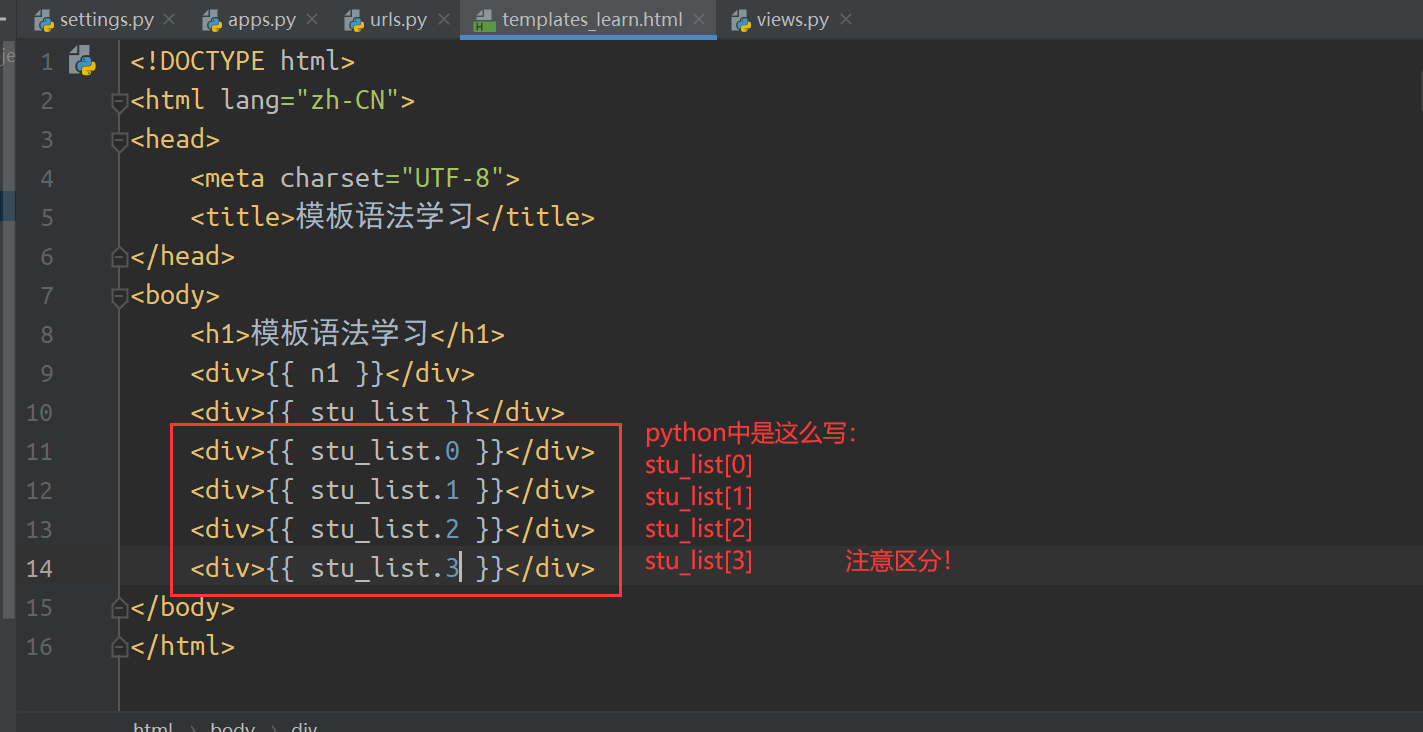 settings.py apps.py urls.py templates_learn.html views.py
1 <!DOCTYPE html>
2 <html lang="zh-CN">
3 <head>
4 <meta charset="UTF-8">
5 <title>模板语法学习</title>
6 </head>
7 <body>
8 <h1>模板语法学习</h1>
9 <div>{{ n1 }}</div>
10 <div>{{ stu_list }}</div>
11 <div>{{ stu_list.0 }}</div>
12 <div>{{ stu_list.1 }}</div>
13 <div>{{ stu_list.2 }}</div>
14 <div>{{ stu_list.3 }}</div>
15 </body>
16 </html>
python中是这么写：
stu_list[0]
stu_list[1]
stu_list[2]
stu_list[3] 注意区分！
html › body › div